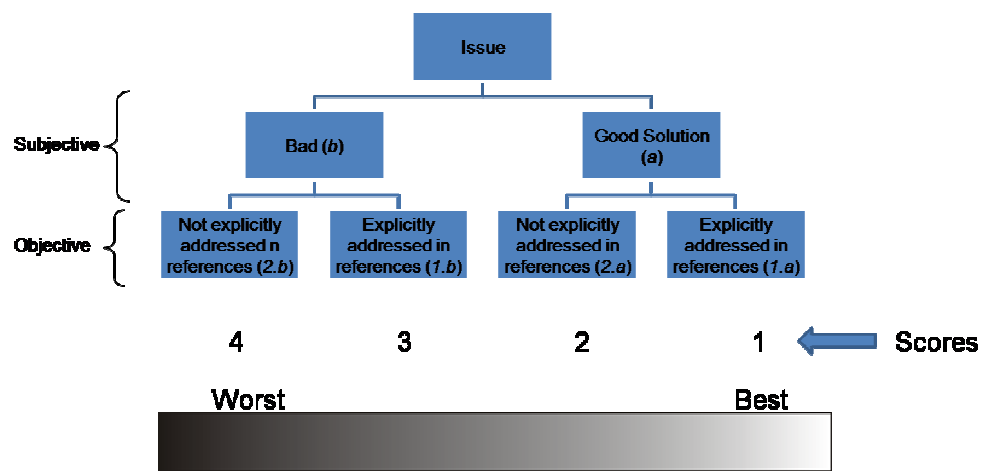 Issue
Subjective
Bad (b)
Good Solution
(a)
Objective
Not explicitly
addressed n
references (2.b)
Explicitly
addressed in
references (1.b)
Not explicitly
addressed in
references (2.a)
Explicitly
addressed in
references (1.a)
4
3
2
1
Scores
Worst
Best